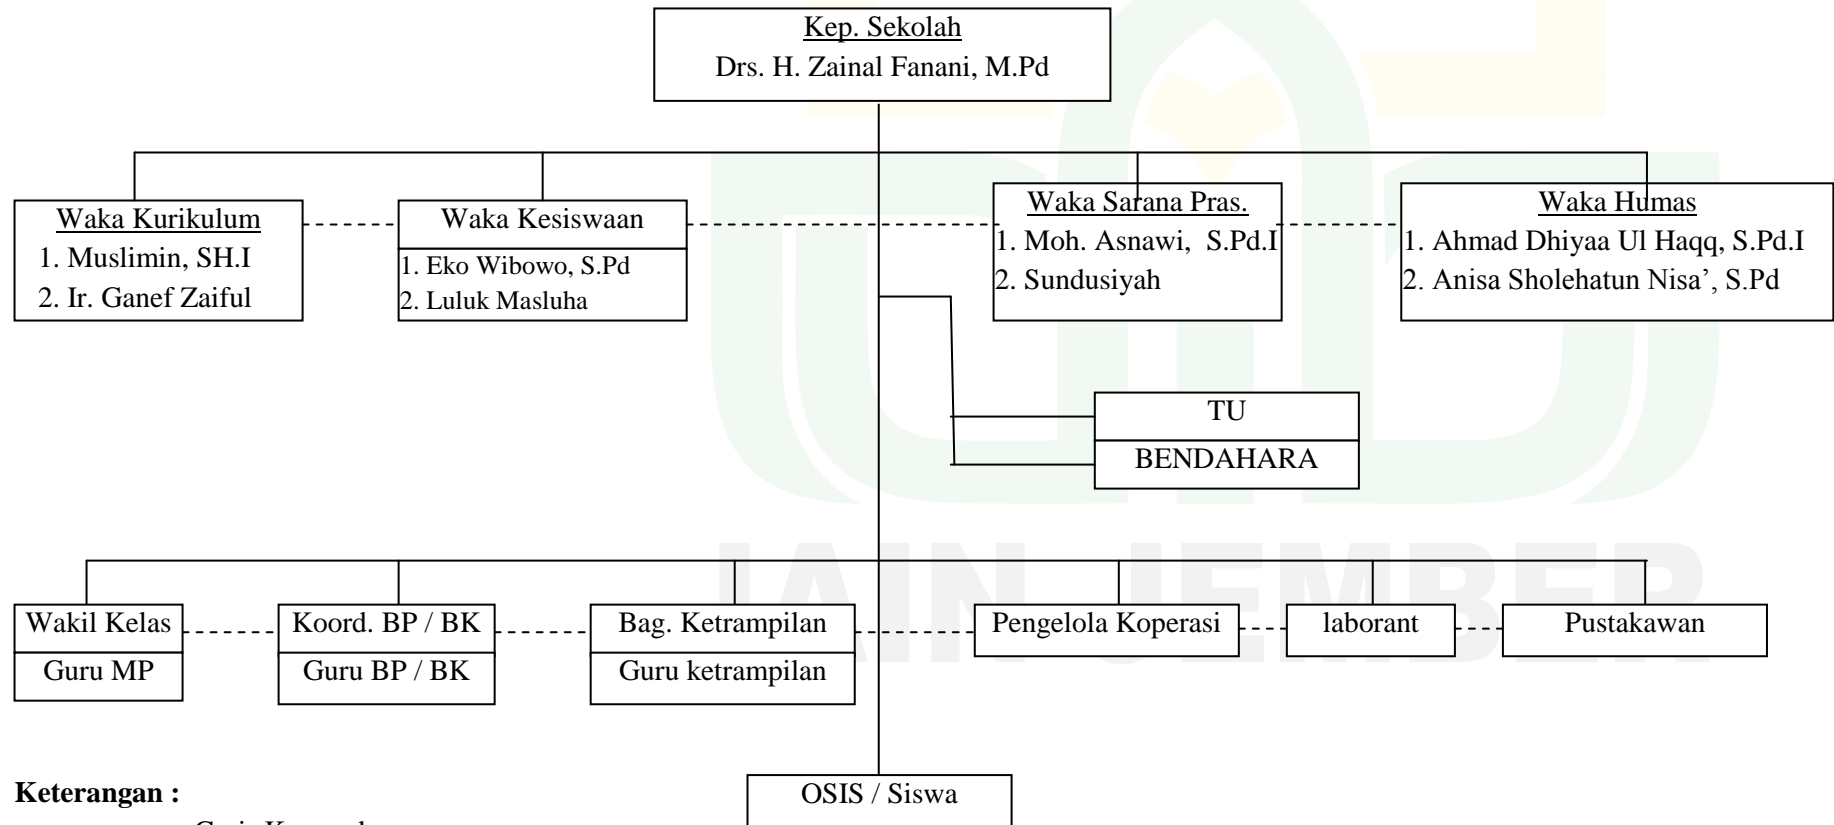 Kep. Sekolah
Drs. H. Zainal Fanani, M.Pd
Waka Kurikulum
1. Muslimin, SH.I
2. Ir. Ganef Zaiful
Waka Kesiswaan
1. Eko Wibowo, S.Pd
2. Luluk Masluha
Waka Sarana Pras.
1. Moh. Asnawi, S.Pd.I
2. Sundusiyah
Waka Humas
1. Ahmad Dhiyaa Ul Haqq, S.Pd.I
2. Anisa Sholehatun Nisa’, S.Pd
TU
BENDAHARA
Wakil Kelas
Guru MP
Koord. BP / BK
Guru BP / BK
Bag. Ketrampilan
Guru ketrampilan
Pengelola Koperasi
laborant
Pustakawan
IAIN JEMBER
OSIS / Siswa
Keterangan :